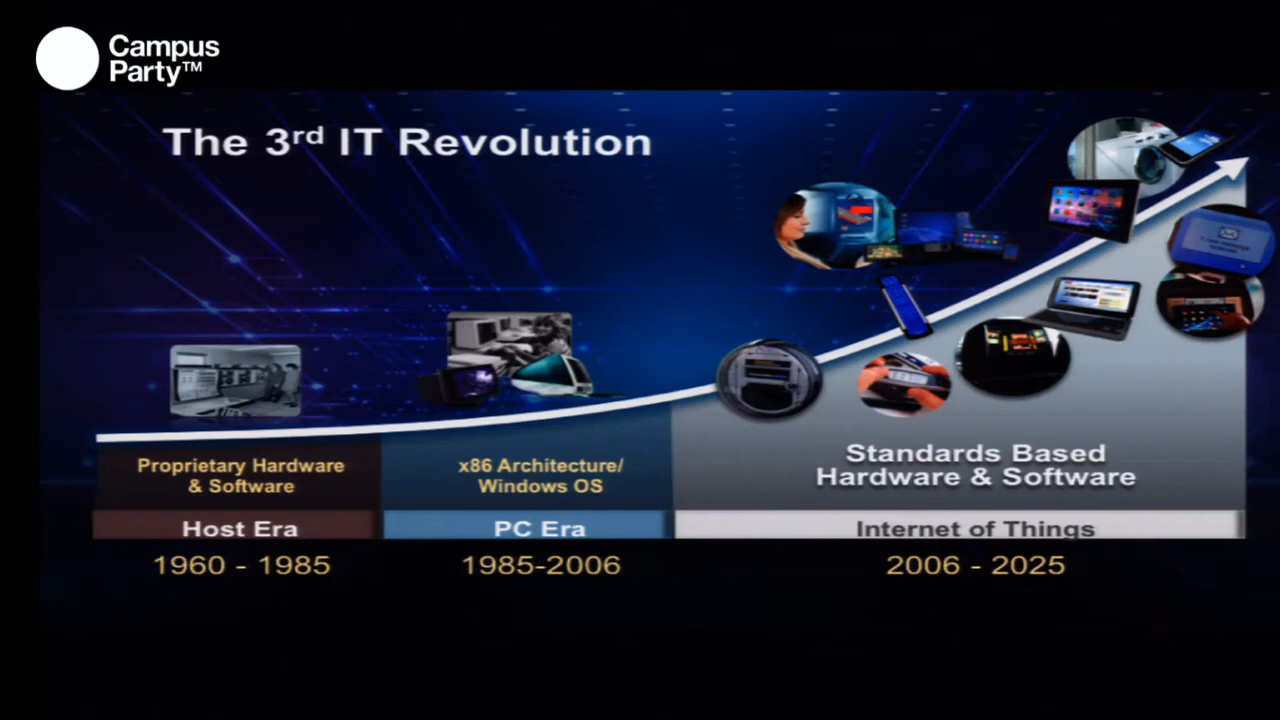 Campus
Party™
The 3rd IT Revolution
Proprietary Hardware
& Software
x86 Architecture/
Windows OS
Standards Based
Hardware & Software
Host Era
PC Era
Internet of Things
1960 - 1985
1985-2006
2006 - 2025